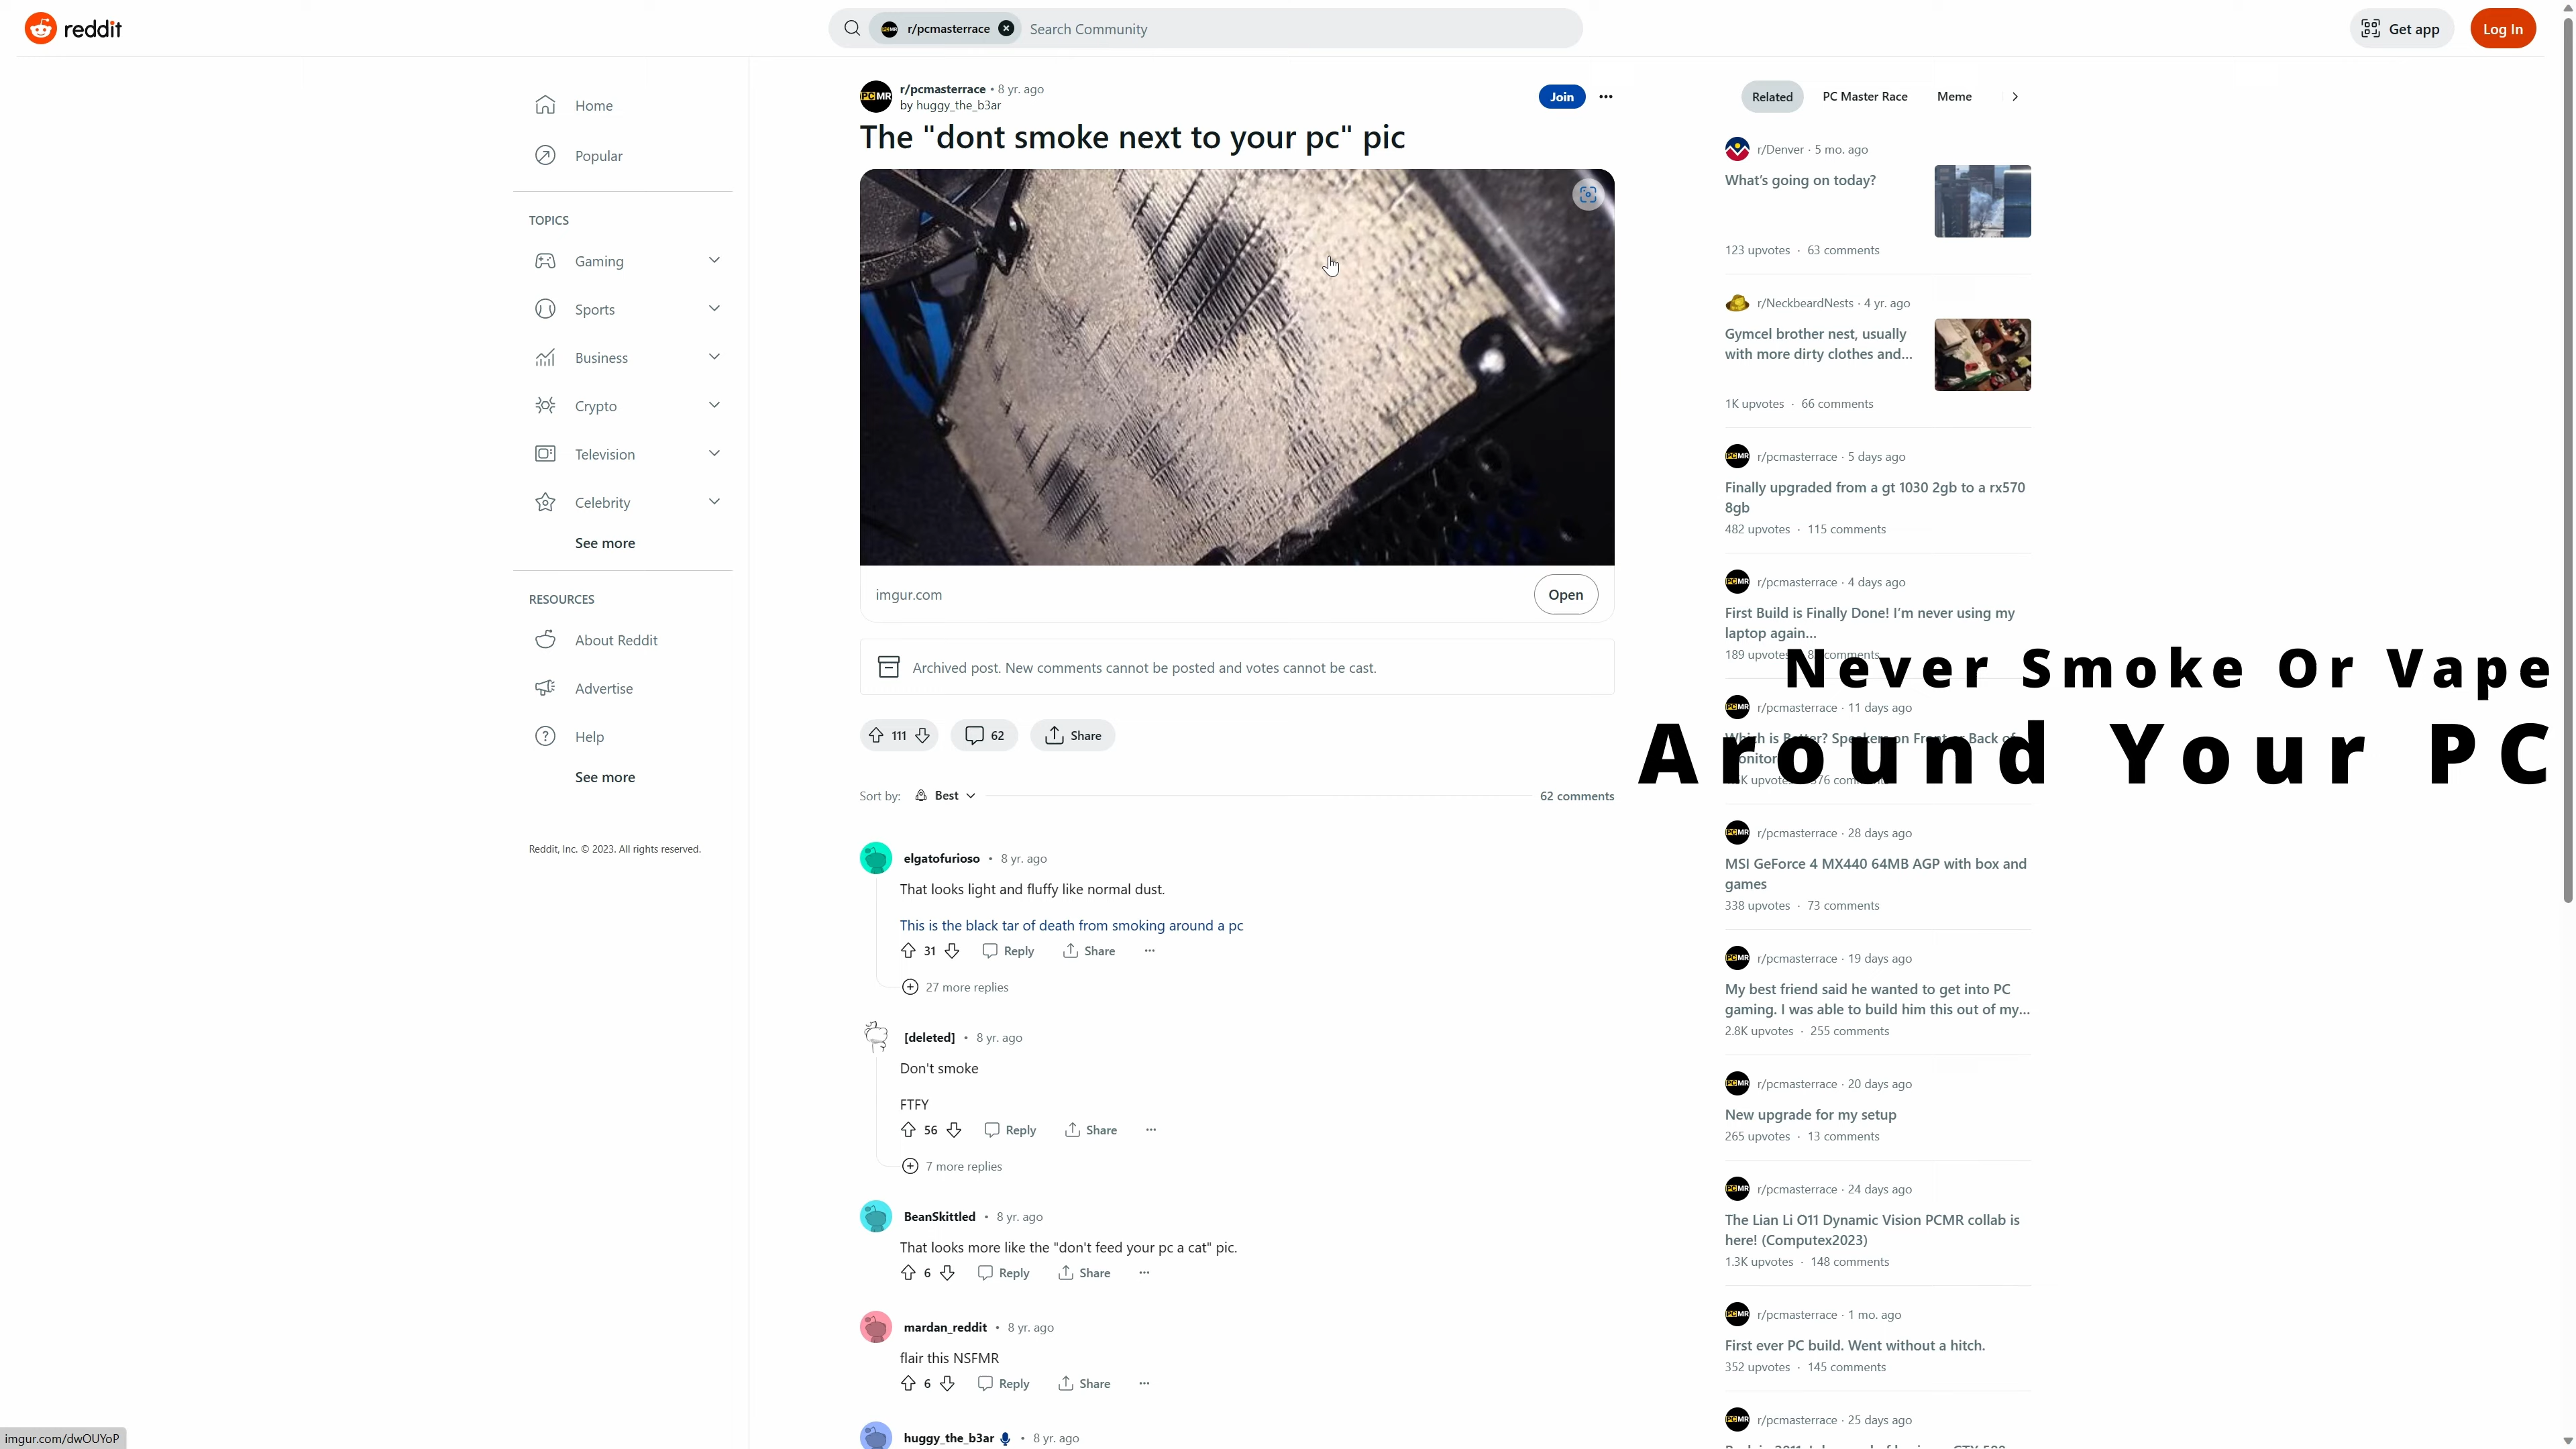 reddit
r/pcmasterrace
Search Community
Get app
Log In
Home
Popular
TOPICS
Gaming
Sports
Business
Crypto
Television
Celebrity
See more
RESOURCES
About Reddit
Advertise
Help
See more
Reddit, Inc. © 2023. All rights reserved.
PCMR
r/pcmasterrace • 8 yr. ago
by huggy_the_b3ar
Join
The "dont smoke next to your pc" pic
imgur.com
Open
Archived post. New comments cannot be posted and votes cannot be cast.
111
62
Share
Sort by: Best
62 comments
elgatofurioso • 8 yr. ago
That looks light and fluffy like normal dust.
This is the black tar of death from smoking around a pc
31 Reply Share
27 more replies
[deleted] • 8 yr. ago
Don't smoke
FTFY
56 Reply Share
7 more replies
BeanSkittled • 8 yr. ago
That looks more like the "don't feed your pc a cat" pic.
6 Reply Share
mardan_reddit • 8 yr. ago
flair this NSFMR
6 Reply Share
huggy_the_b3ar • 8 yr. ago
Related
PC Master Race
Meme
r/Denver · 5 mo. ago
What's going on today?
123 upvotes · 63 comments
r/NeckbeardNests · 4 yr. ago
Gymcel brother nest, usually
with more dirty clothes and...
1K upvotes · 66 comments
r/pcmasterrace · 5 days ago
Finally upgraded from a gt 1030 2gb to a rx570
8gb
482 upvotes · 115 comments
r/pcmasterrace · 4 days ago
First Build is Finally Done! I'm never using my
laptop again...
189 upvotes comments
Never Smoke Or Vape
r/pcmasterrace · 11 days ago
Which is Better? Speakers on Front or Back of
Around Your PC
r/pcmasterrace · 28 days ago
MSI GeForce 4 MX440 64MB AGP with box and
games
338 upvotes · 73 comments
r/pcmasterrace · 19 days ago
My best friend said he wanted to get into PC
gaming. I was able to build him this out of my...
2.8K upvotes · 255 comments
r/pcmasterrace · 20 days ago
New upgrade for my setup
265 upvotes · 13 comments
r/pcmasterrace · 24 days ago
The Lian Li O11 Dynamic Vision PCMR collab is
here! (Computex2023)
1.3K upvotes · 148 comments
r/pcmasterrace · 1 mo. ago
First ever PC build. Went without a hitch.
352 upvotes · 145 comments
r/pcmasterrace · 25 days ago
imgur.com/dwOUYoP